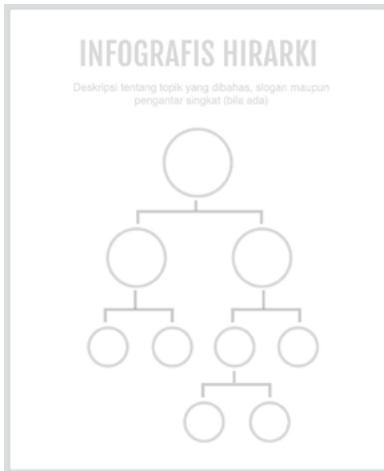 INFOGRAFIS HIRARKI
Deskripsi tentang topik yang dibahas, slogan maupun
pengantar singkat (bila ada)